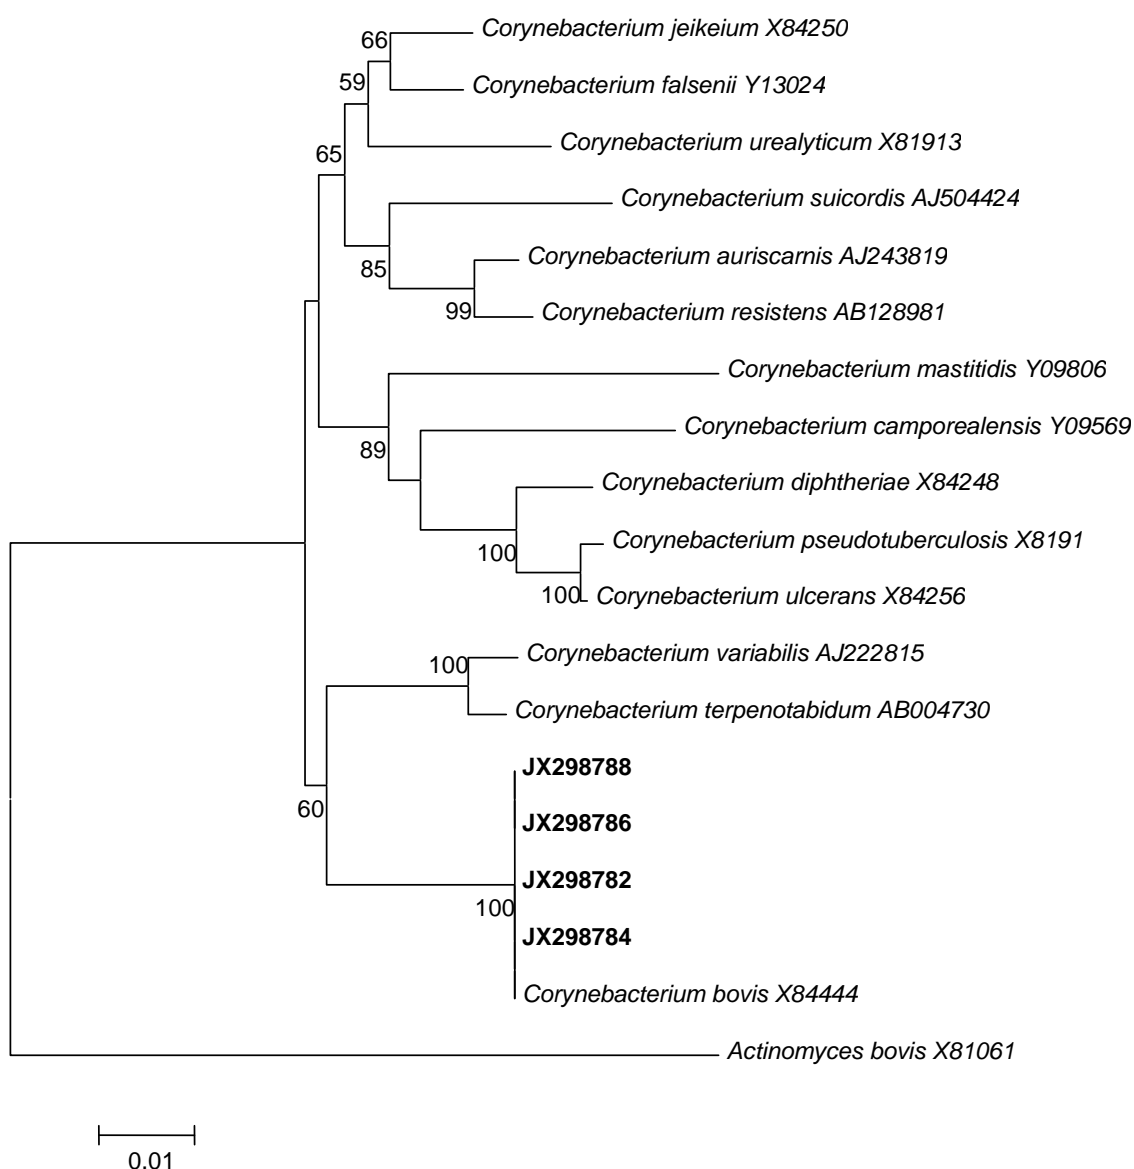 Corynebacterium jeikeium X84250
66
Corynebacterium falsenii Y13024
59
Corynebacterium urealyticum X81913
65
Corynebacterium suicordis AJ504424
Corynebacterium auriscarnis AJ243819
85
Corynebacterium resistens AB128981
99
Corynebacterium mastitidis Y09806
Corynebacterium camporealensis Y09569
89
Corynebacterium diphtheriae X84248
Corynebacterium pseudotuberculosis X8191
100
Corynebacterium ulcerans X84256
100
Corynebacterium variabilis AJ222815
100
Corynebacterium terpenotabidum AB004730
JX298788
60
JX298786
JX298782
100
JX298784
Corynebacterium bovis X84444
Actinomyces bovis X81061
0.01